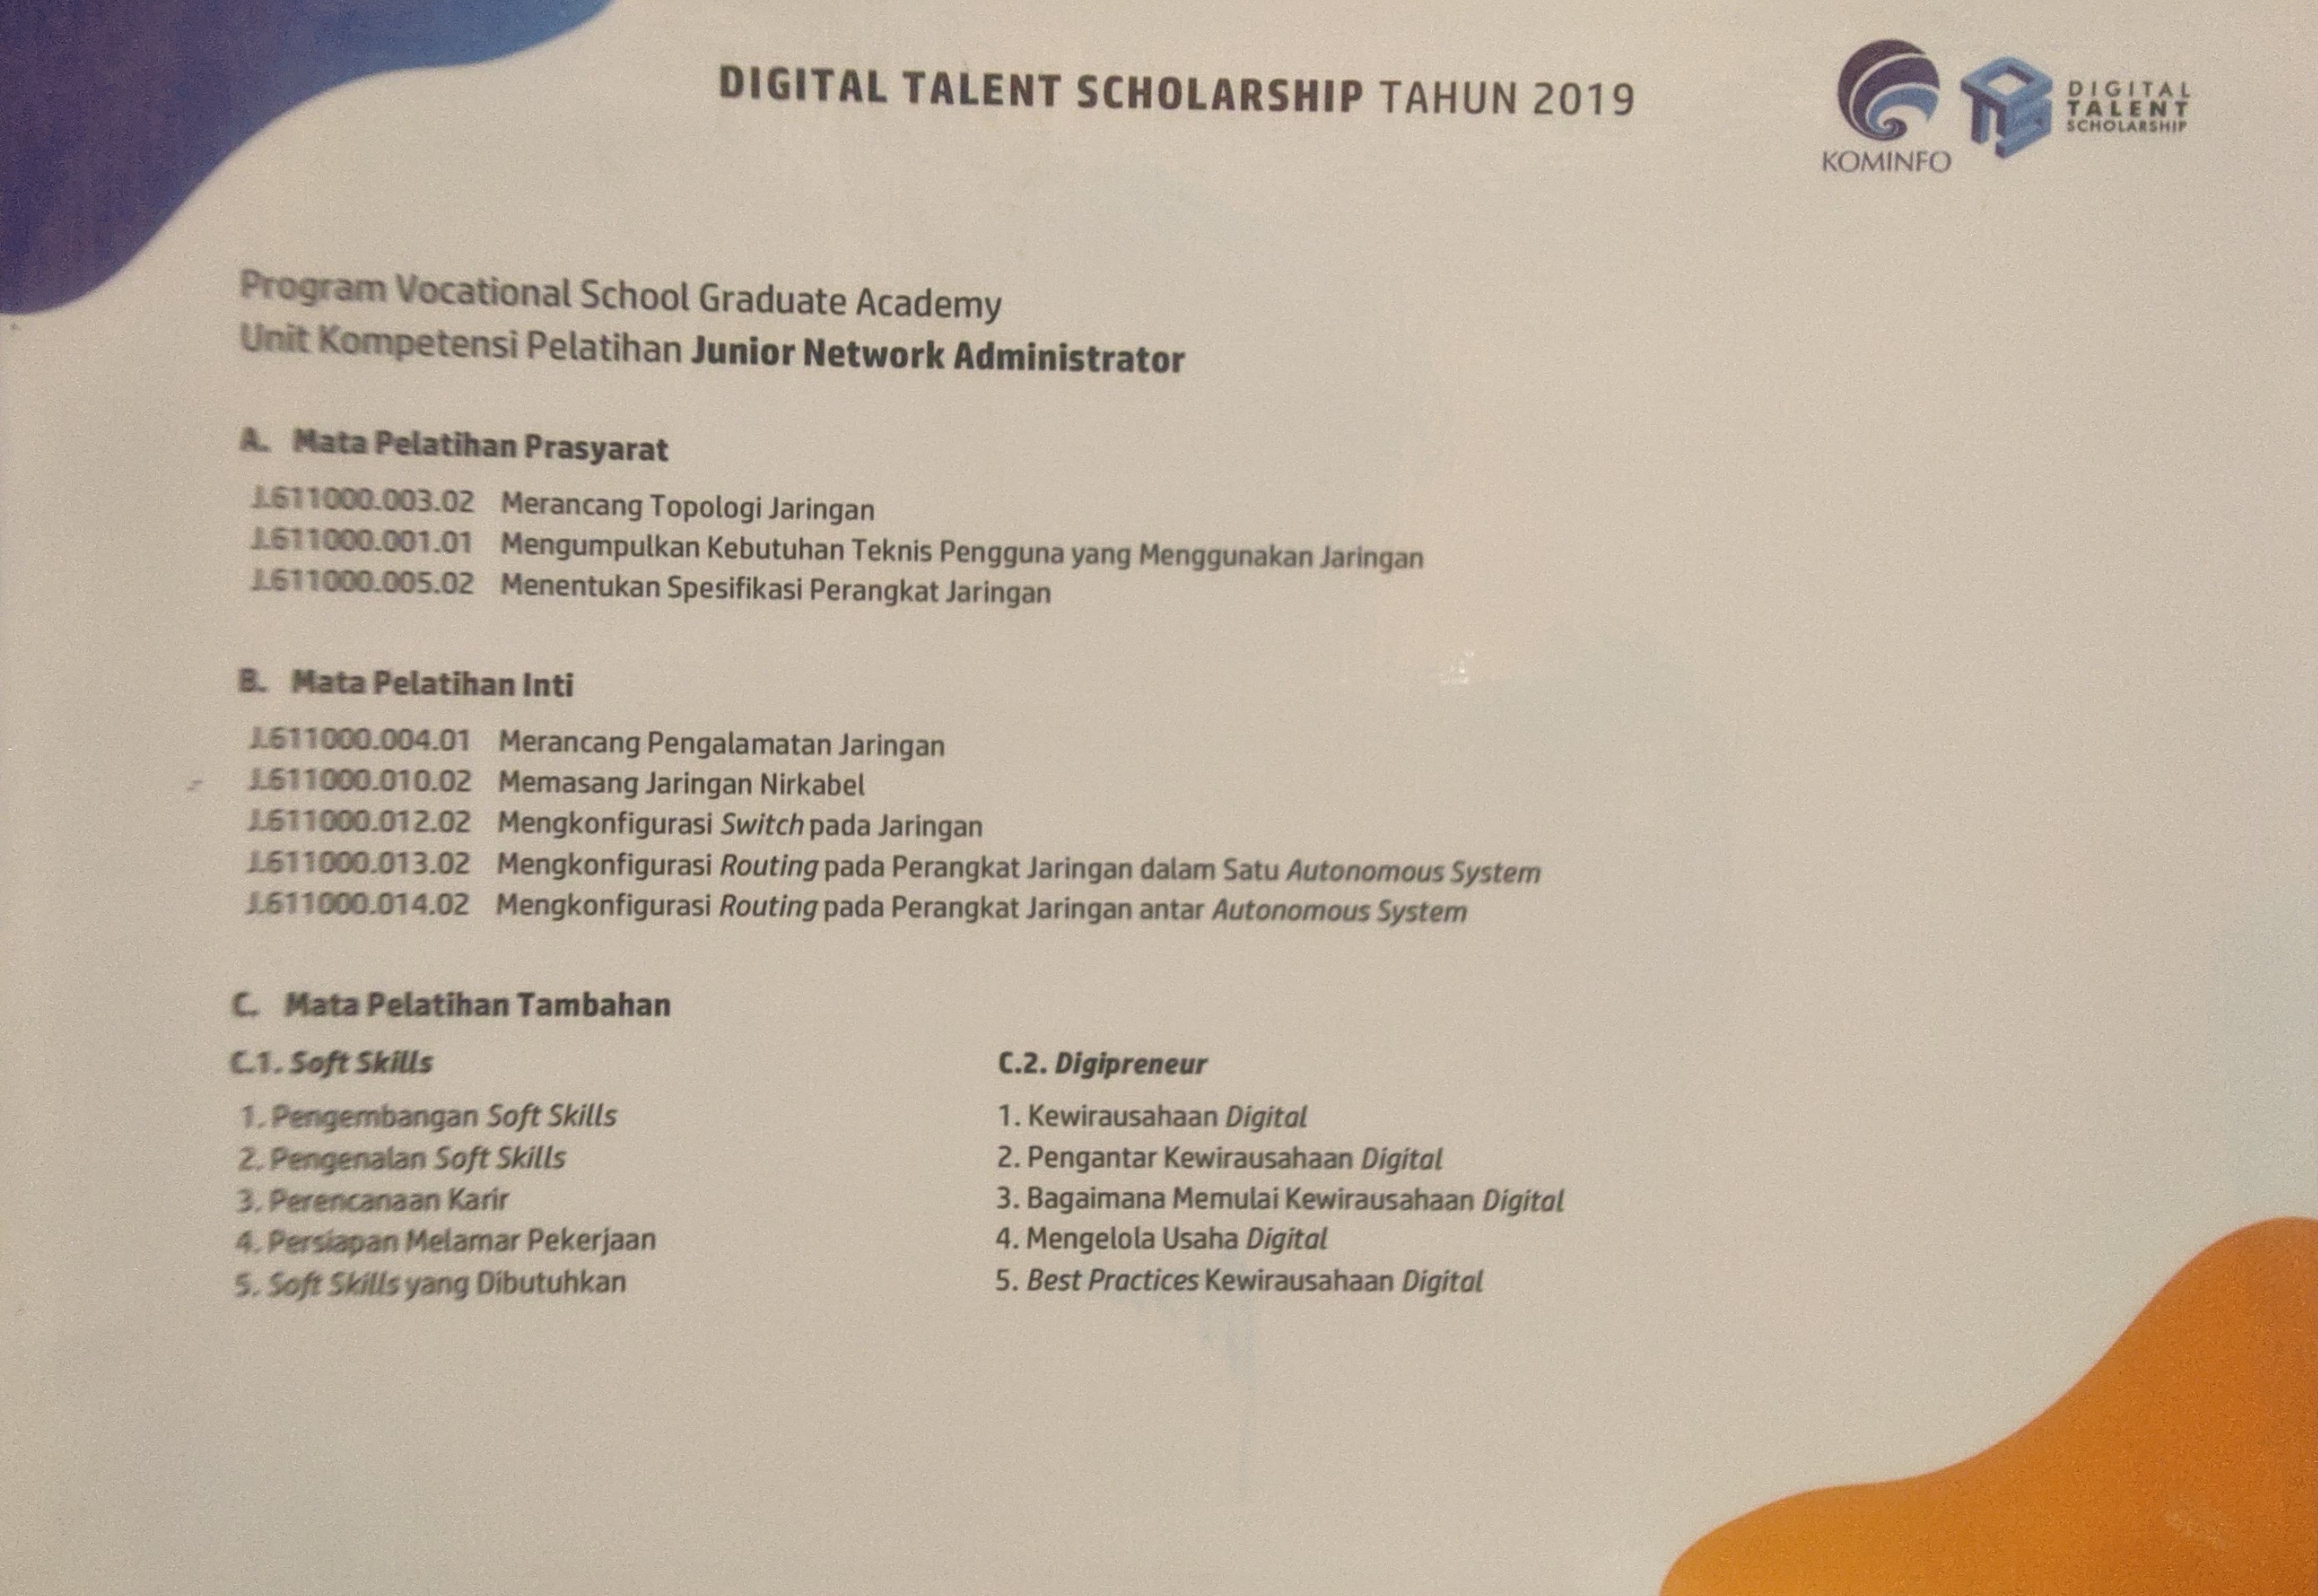 DIGITAL TALENT SCHOLARSHIP TAHUN 2019
KOMINFO
DIGITAL
TALENT
SCHOLARSHIP
Program Vocational School Graduate Academy
Unit Kompetensi Pelatihan Junior Network Administrator
A. Mata Pelatihan Prasyarat
J.611000.003.02 Merancang Topologi Jaringan
J.611000.001.01 Mengumpulkan Kebutuhan Teknis Pengguna yang Menggunakan Jaringan
J.611000.005.02 Menentukan Spesifikasi Perangkat Jaringan
B. Mata Pelatihan Inti
J.611000.004.01 Merancang Pengalamatan Jaringan
J.611000.010.02 Memasang Jaringan Nirkabel
J.611000.012.02 Mengkonfigurasi Switch pada Jaringan
J.611000.013.02 Mengkonfigurasi Routing pada Perangkat Jaringan dalam Satu Autonomous System
J.611000.014.02 Mengkonfigurasi Routing pada Perangkat Jaringan antar Autonomous System
C. Mata Pelatihan Tambahan
C.1. Soft Skills
1. Pengembangan Soft Skills
2. Pengenalan Soft Skills
3. Perencanaan Karir
4. Persiapan Melamar Pekerjaan
5. Soft Skills yang Dibutuhkan
C.2. Digipreneur
1. Kewirausahaan Digital
2. Pengantar Kewirausahaan Digital
3. Bagaimana Memulai Kewirausahaan Digital
4. Mengelola Usaha Digital
5. Best Practices Kewirausahaan Digital